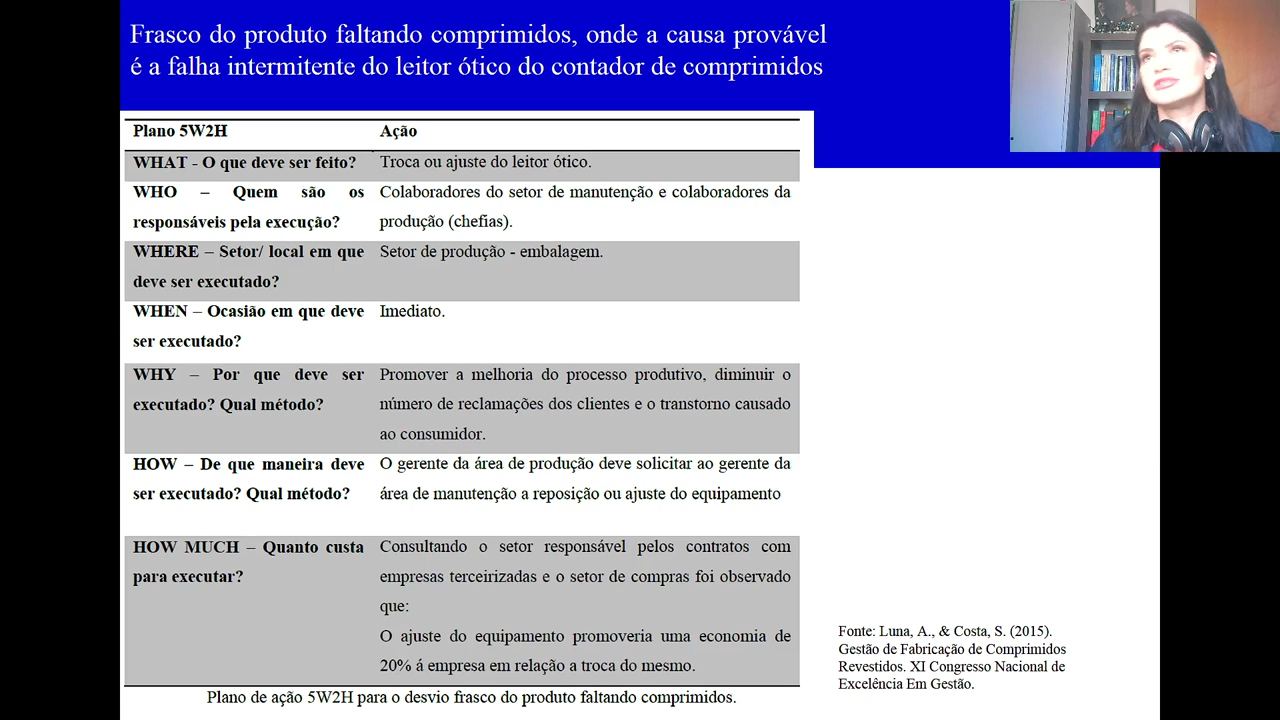 Frasco do produto faltando comprimidos, onde a causa provável
é a falha intermitente do leitor ótico do contador de comprimidos
Plano 5W2H
Ação
WHAT - O que deve ser feito?
Troca ou ajuste do leitor ótico.
WHO – Quem são os
responsáveis pela execução?
Colaboradores do setor de manutenção e colaboradores da
produção (chefias).
WHERE – Setor/ local em que
deve ser executado?
Setor de produção - embalagem.
WHEN – Ocasião em que deve
ser executado?
Imediato.
WHY – Por que deve ser
executado? Qual método?
Promover a melhoria do processo produtivo, diminuir o
número de reclamações dos clientes e o transtorno causado
ao consumidor.
HOW – De que maneira deve
ser executado? Qual método?
O gerente da área de produção deve solicitar ao gerente da
área de manutenção a reposição ou ajuste do equipamento
HOW MUCH – Quanto custa
para executar?
Consultando o setor responsável pelos contratos com
empresas terceirizadas e o setor de compras foi observado
que:
O ajuste do equipamento promoveria uma economia de
20% á empresa em relação a troca do mesmo.
Plano de ação 5W2H para o desvio frasco do produto faltando comprimidos.
Fonte: Luna, A., & Costa, S. (2015).
Gestão de Fabricação de Comprimidos
Revestidos. XI Congresso Nacional de
Excelência Em Gestão.